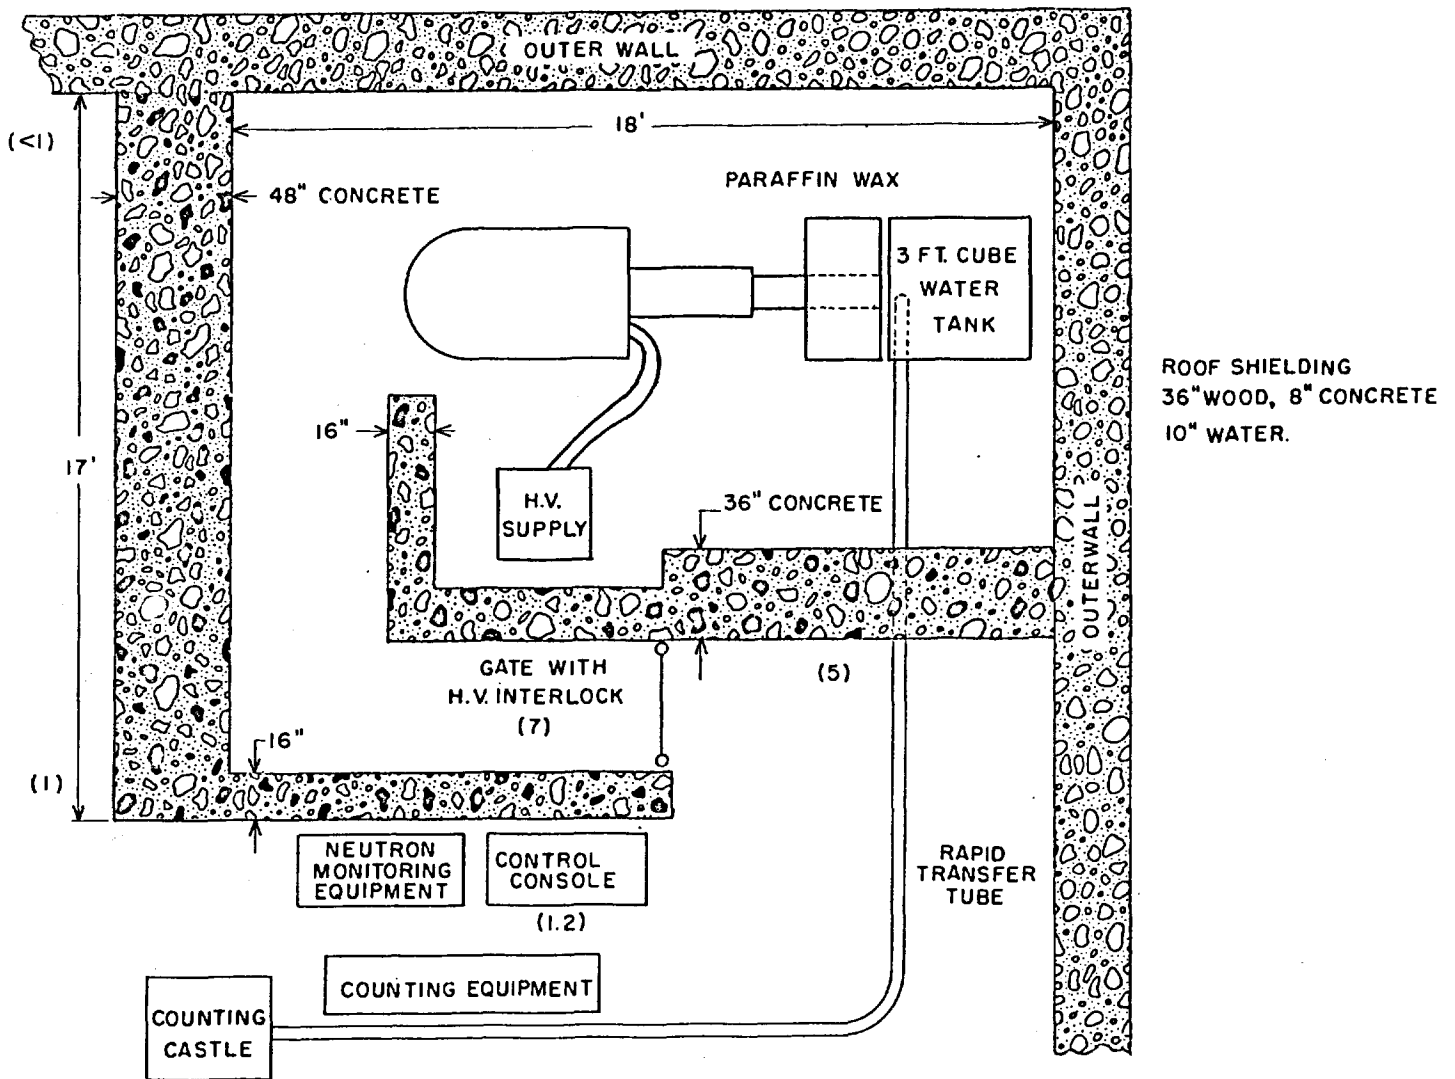 OUTER WALL
(<1)
18'
48" CONCRETE
PARAFFIN WAX
3 FT. CUBE
WATER
TANK
ROOF SHIELDING
36" WOOD, 8" CONCRETE
10" WATER.
16"
17'
H.V.
SUPPLY
36" CONCRETE
OUTERWALL
GATE WITH
H.V. INTERLOCK
(7)
(5)
16"
(1)
NEUTRON
MONITORING
EQUIPMENT
CONTROL
CONSOLE
(1.2)
RAPID
TRANSFER
TUBE
COUNTING EQUIPMENT
COUNTING
CASTLE